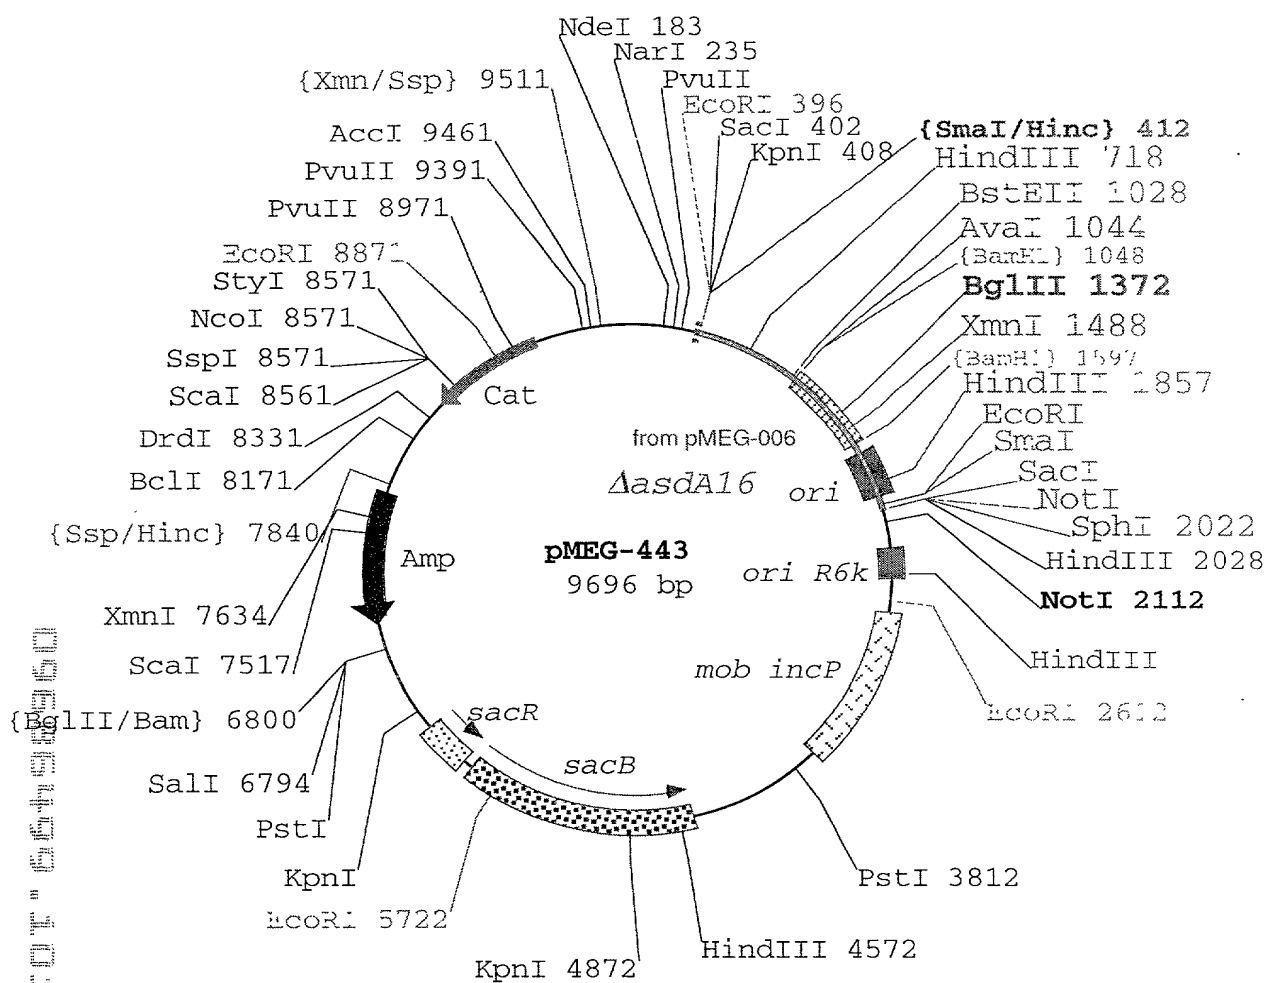 NdeI 183
NarI 235
PvuII
EcoRI 396
SacI 402
KpnI 408
{SmaI/Hinc} 412
HindIII 718
BstEII 1028
AvaI 1044
{BamHI} 1048
BglII 1372
XmnI 1488
{BamHI} 1597
HindIII 1857
EcoRI
SmaI
SacI
NotI
SphI 2022
HindIII 2028
NotI 2112
HindIII
EcoRI 2612
PstI 3812
HindIII 4572
KpnI 4872
EcoRI 5722
KpnI
PstI
SalI 6794
{BglII/Bam} 6800
ScaI 7517
XmnI 7634
{Ssp/Hinc} 7840
BclI 8171
DrdI 8331
ScaI 8561
SspI 8571
NcoI 8571
StyI 8571
EcoRI 8871
PvuII 8971
PvuII 9391
AccI 9461
{Xmn/Ssp} 9511
Cat
from pMEG-006
ΔasdA16
ori
Amp
pMEG-443
9696 bp
ori R6k
mob incP
sacR
sacB